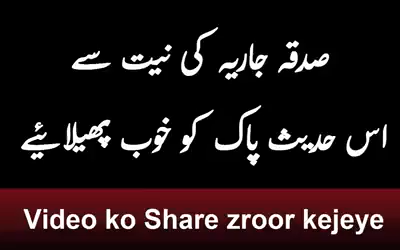 صدقہ جاریہ کی نیت سے
اس حدیث پاک کو خوب پھیلائیے
Video ko Share zroor kejeye